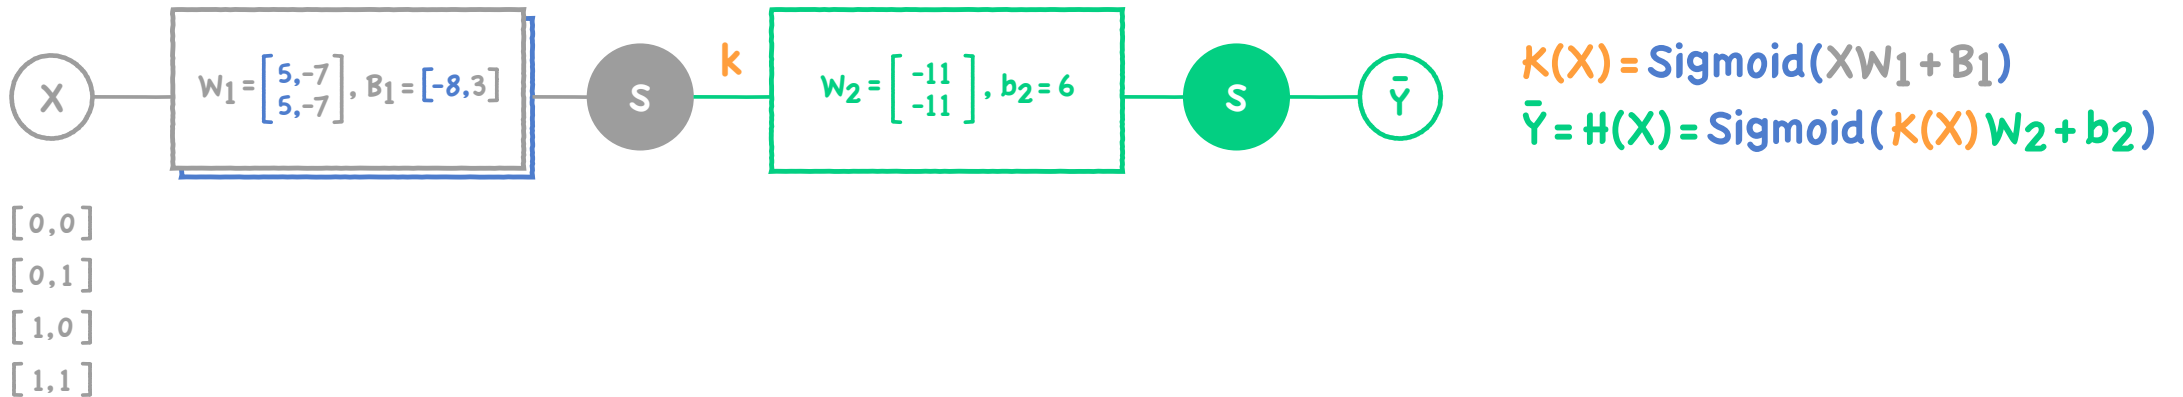 X W₁ = [5,-7 5,-7], B₁ = [-8,3] S k W₂ = [-11 -11], b₂ = 6 S Ȳ
K(X) = Sigmoid(XW₁ + B₁)
Ȳ = H(X) = Sigmoid(K(X)W₂ + b₂)
[0,0]
[0,1]
[1,0]
[1,1]